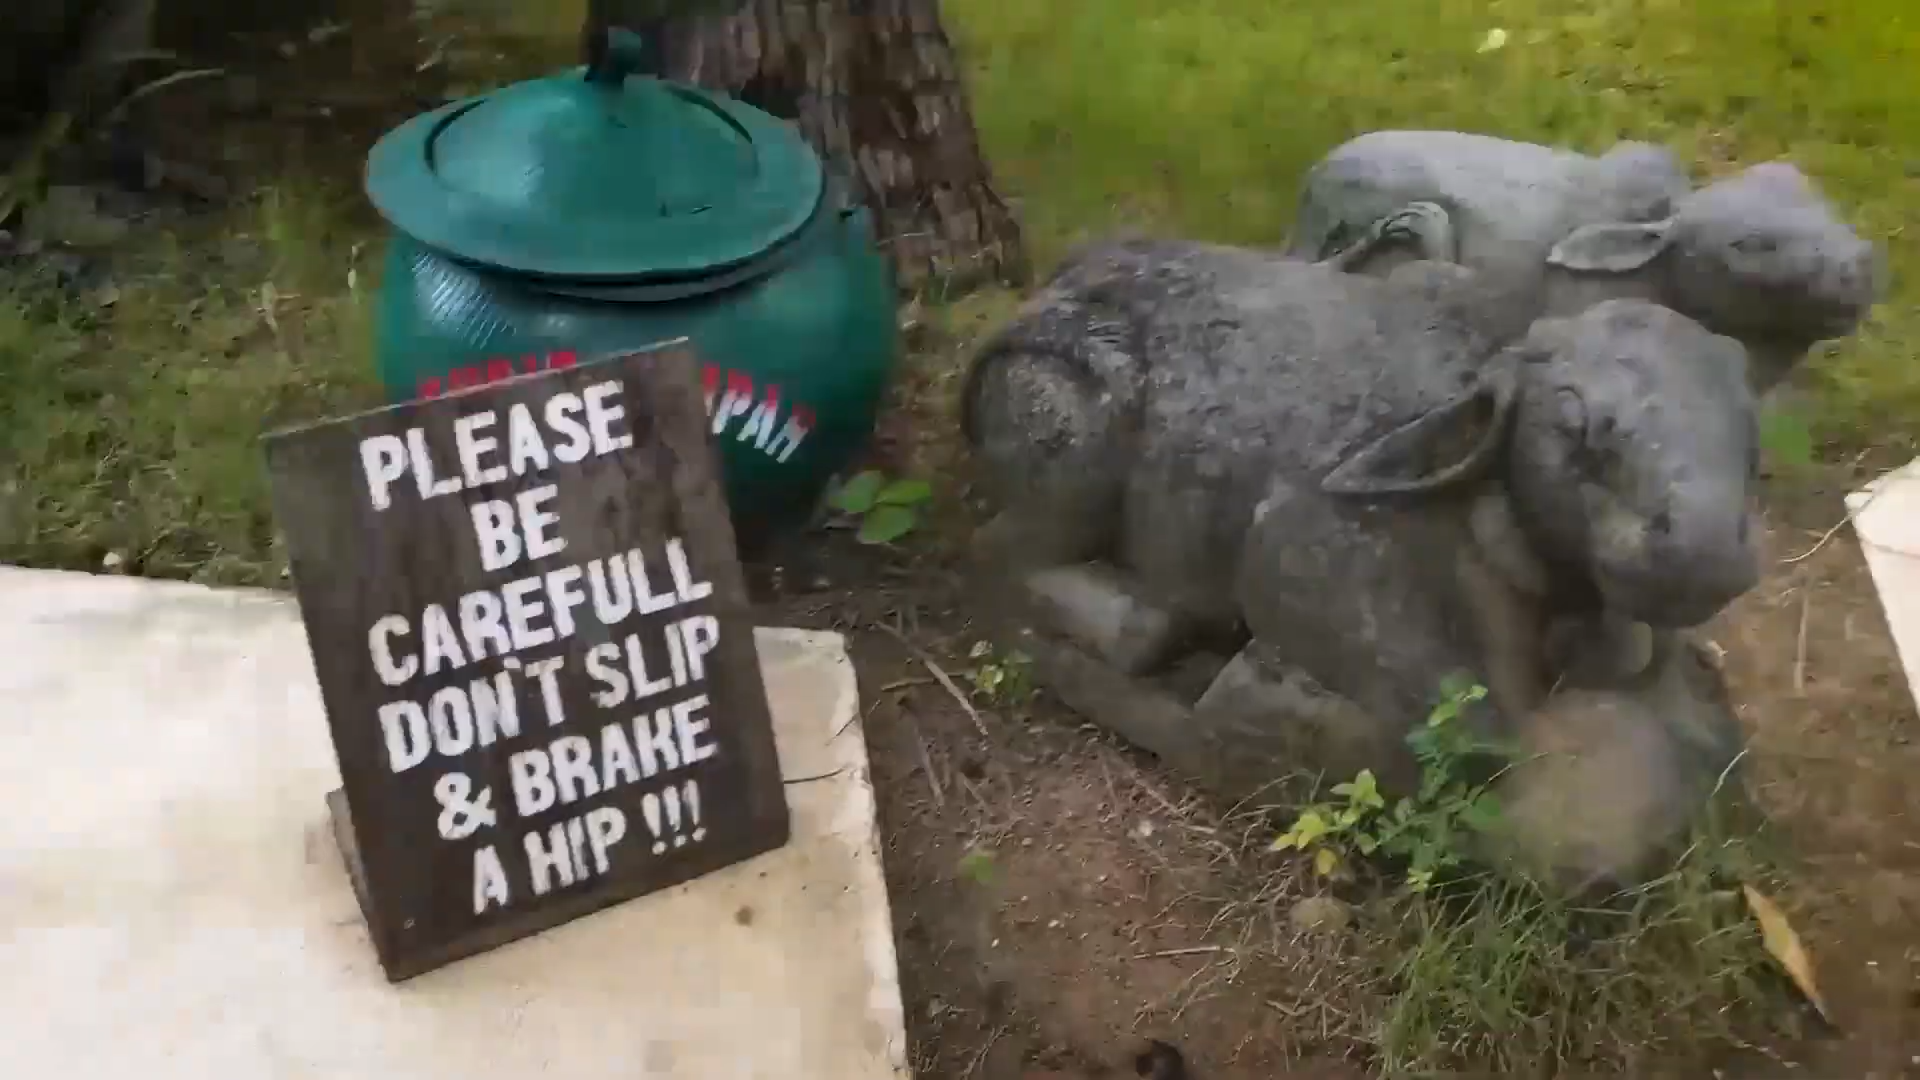 PLEASE
BE
CAREFULL
DON'T SLIP
& BRAKE
A HIP !!!